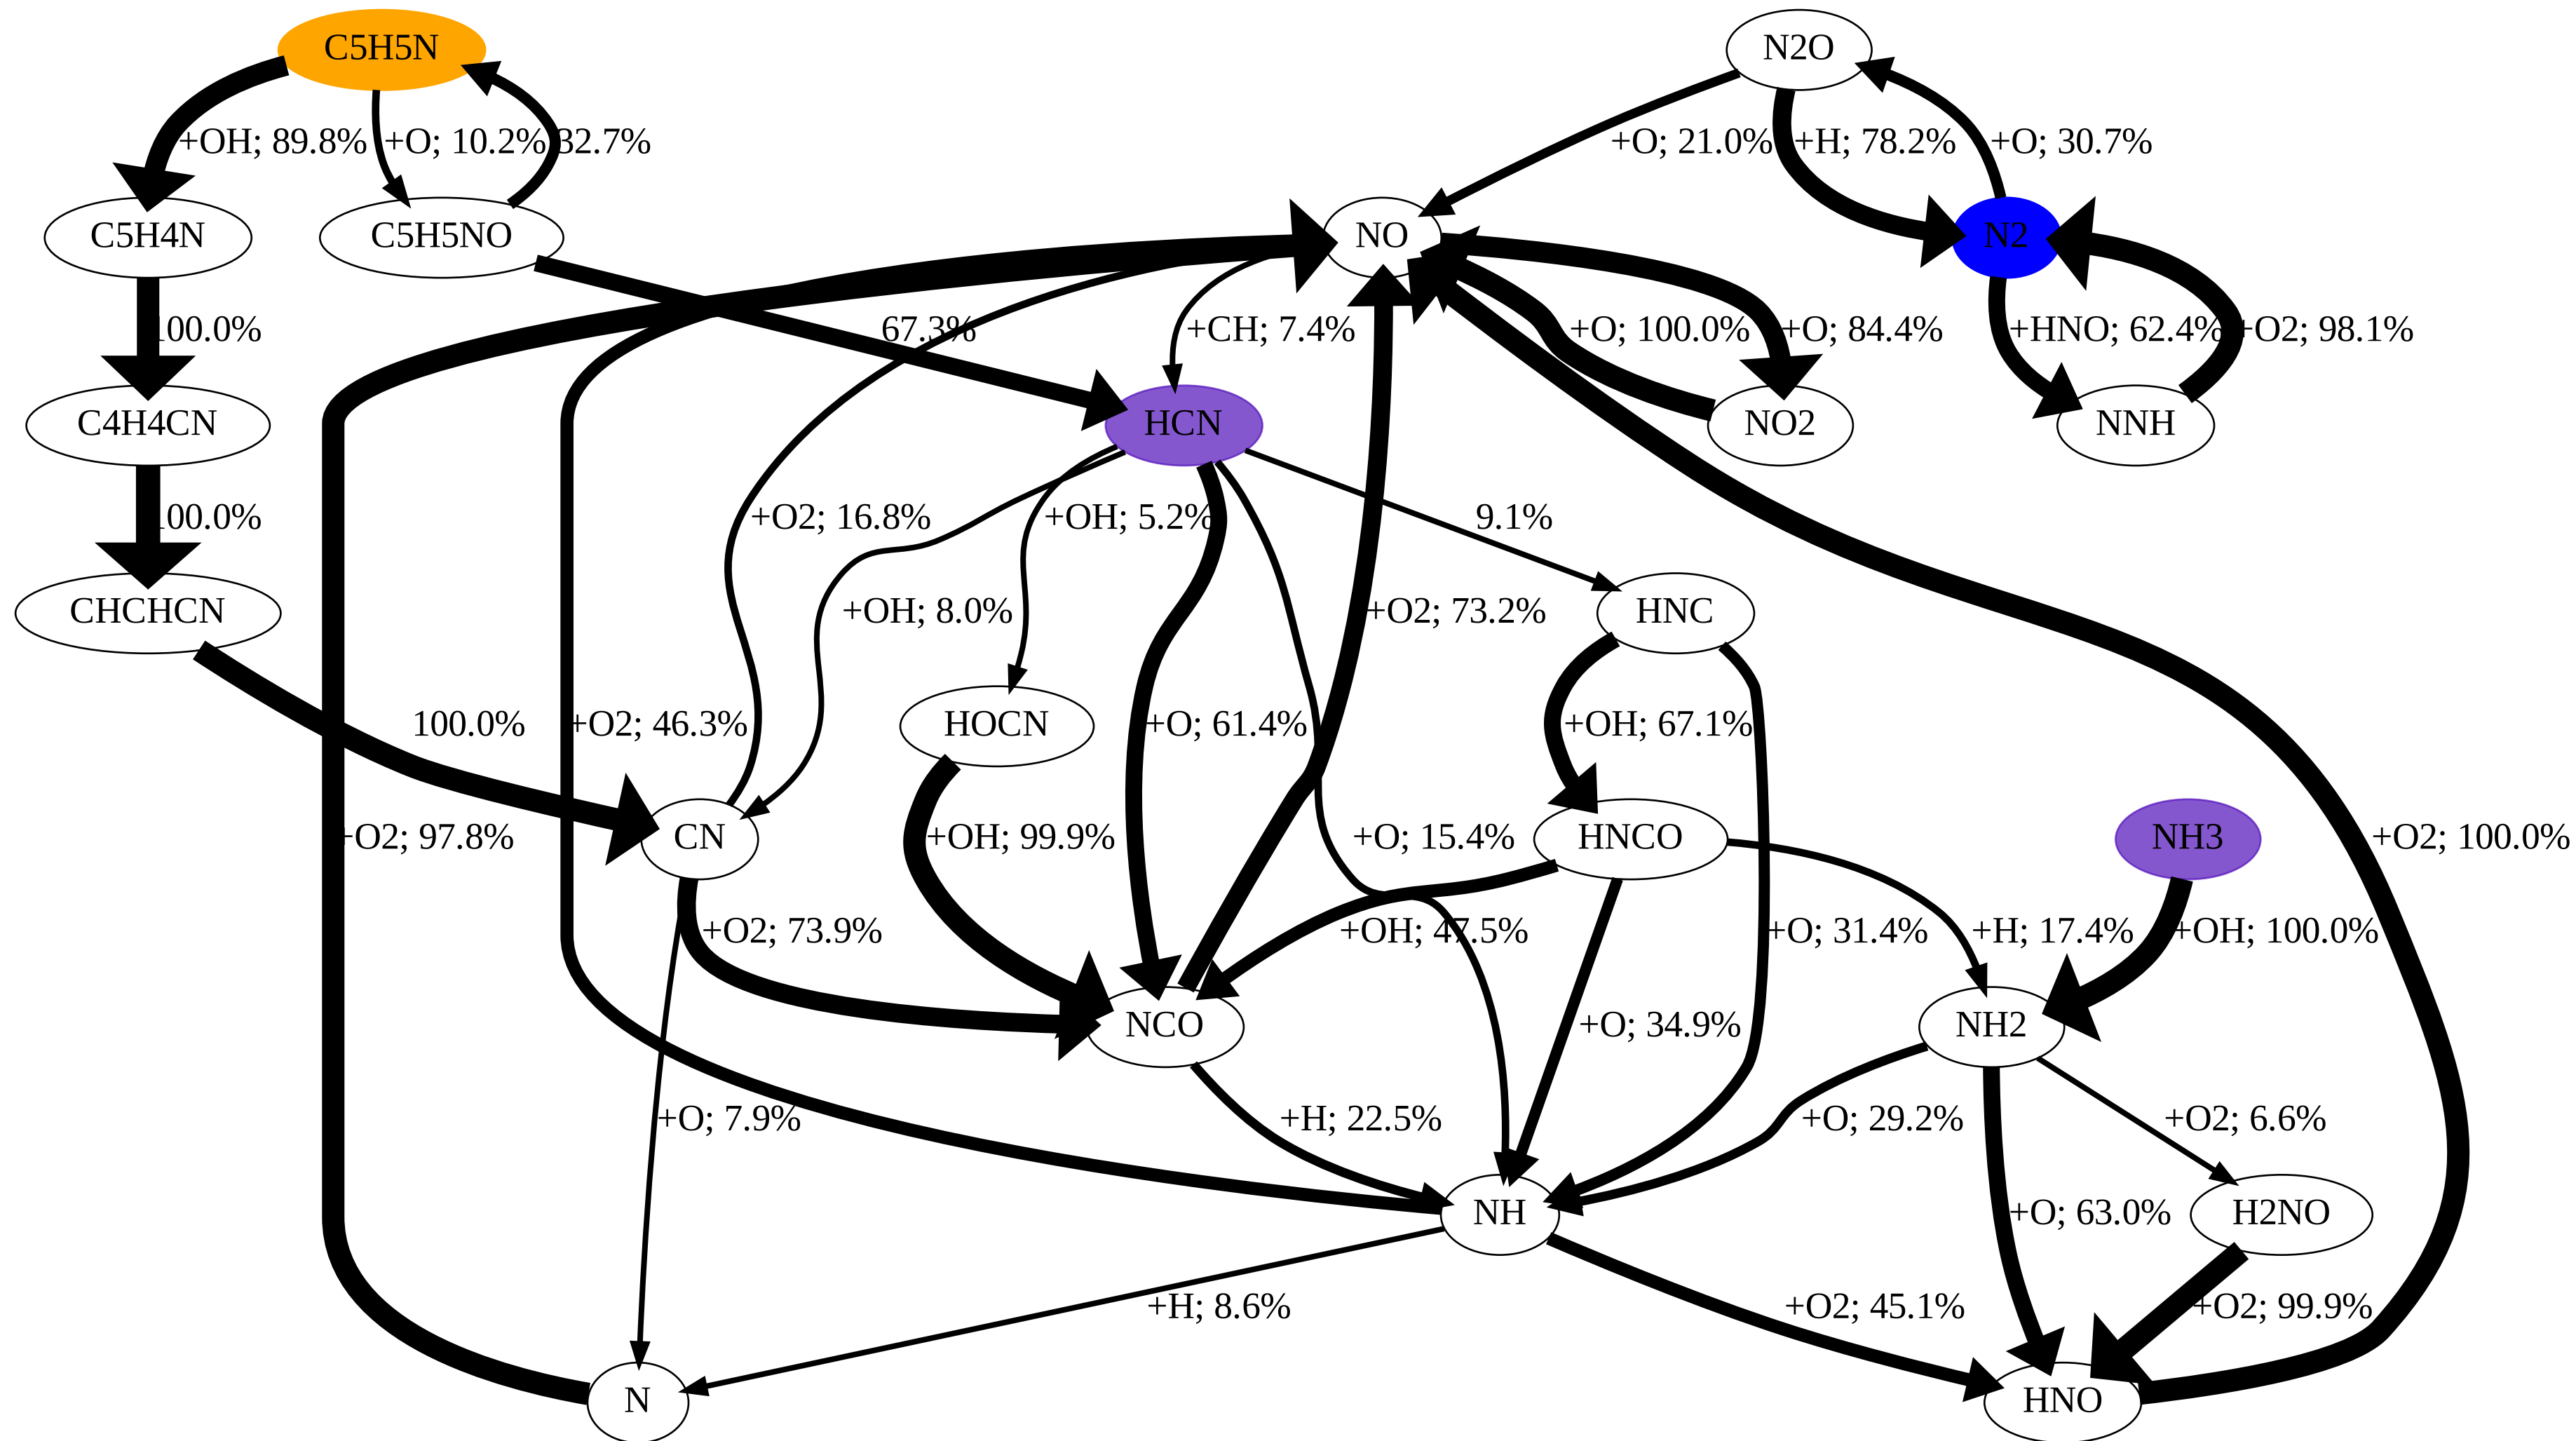 C5H5N
N2O
+OH; 89.8%
+O; 10.2%
32.7%
+O; 21.0%
+H; 78.2%
+O; 30.7%
C5H4N
C5H5NO
NO
N2
100.0%
67.3%
+CH; 7.4%
+O; 100.0%
+O; 84.4%
+HNO; 62.4%
+O2; 98.1%
C4H4CN
HCN
NO2
NNH
100.0%
+O2; 16.8%
+OH; 5.2%
9.1%
CHCHCN
+OH; 8.0%
+O2; 73.2%
HNC
100.0%
+O2; 46.3%
HOCN
+O; 61.4%
+OH; 67.1%
+O2; 97.8%
CN
+OH; 99.9%
+O; 15.4%
HNCO
NH3
+O2; 100.0%
+O2; 73.9%
+OH; 47.5%
+O; 31.4%
+H; 17.4%
+OH; 100.0%
NCO
+O; 34.9%
NH2
+O; 7.9%
+H; 22.5%
+O; 29.2%
+O2; 6.6%
NH
+O; 63.0%
H2NO
+H; 8.6%
+O2; 45.1%
+O2; 99.9%
N
HNO